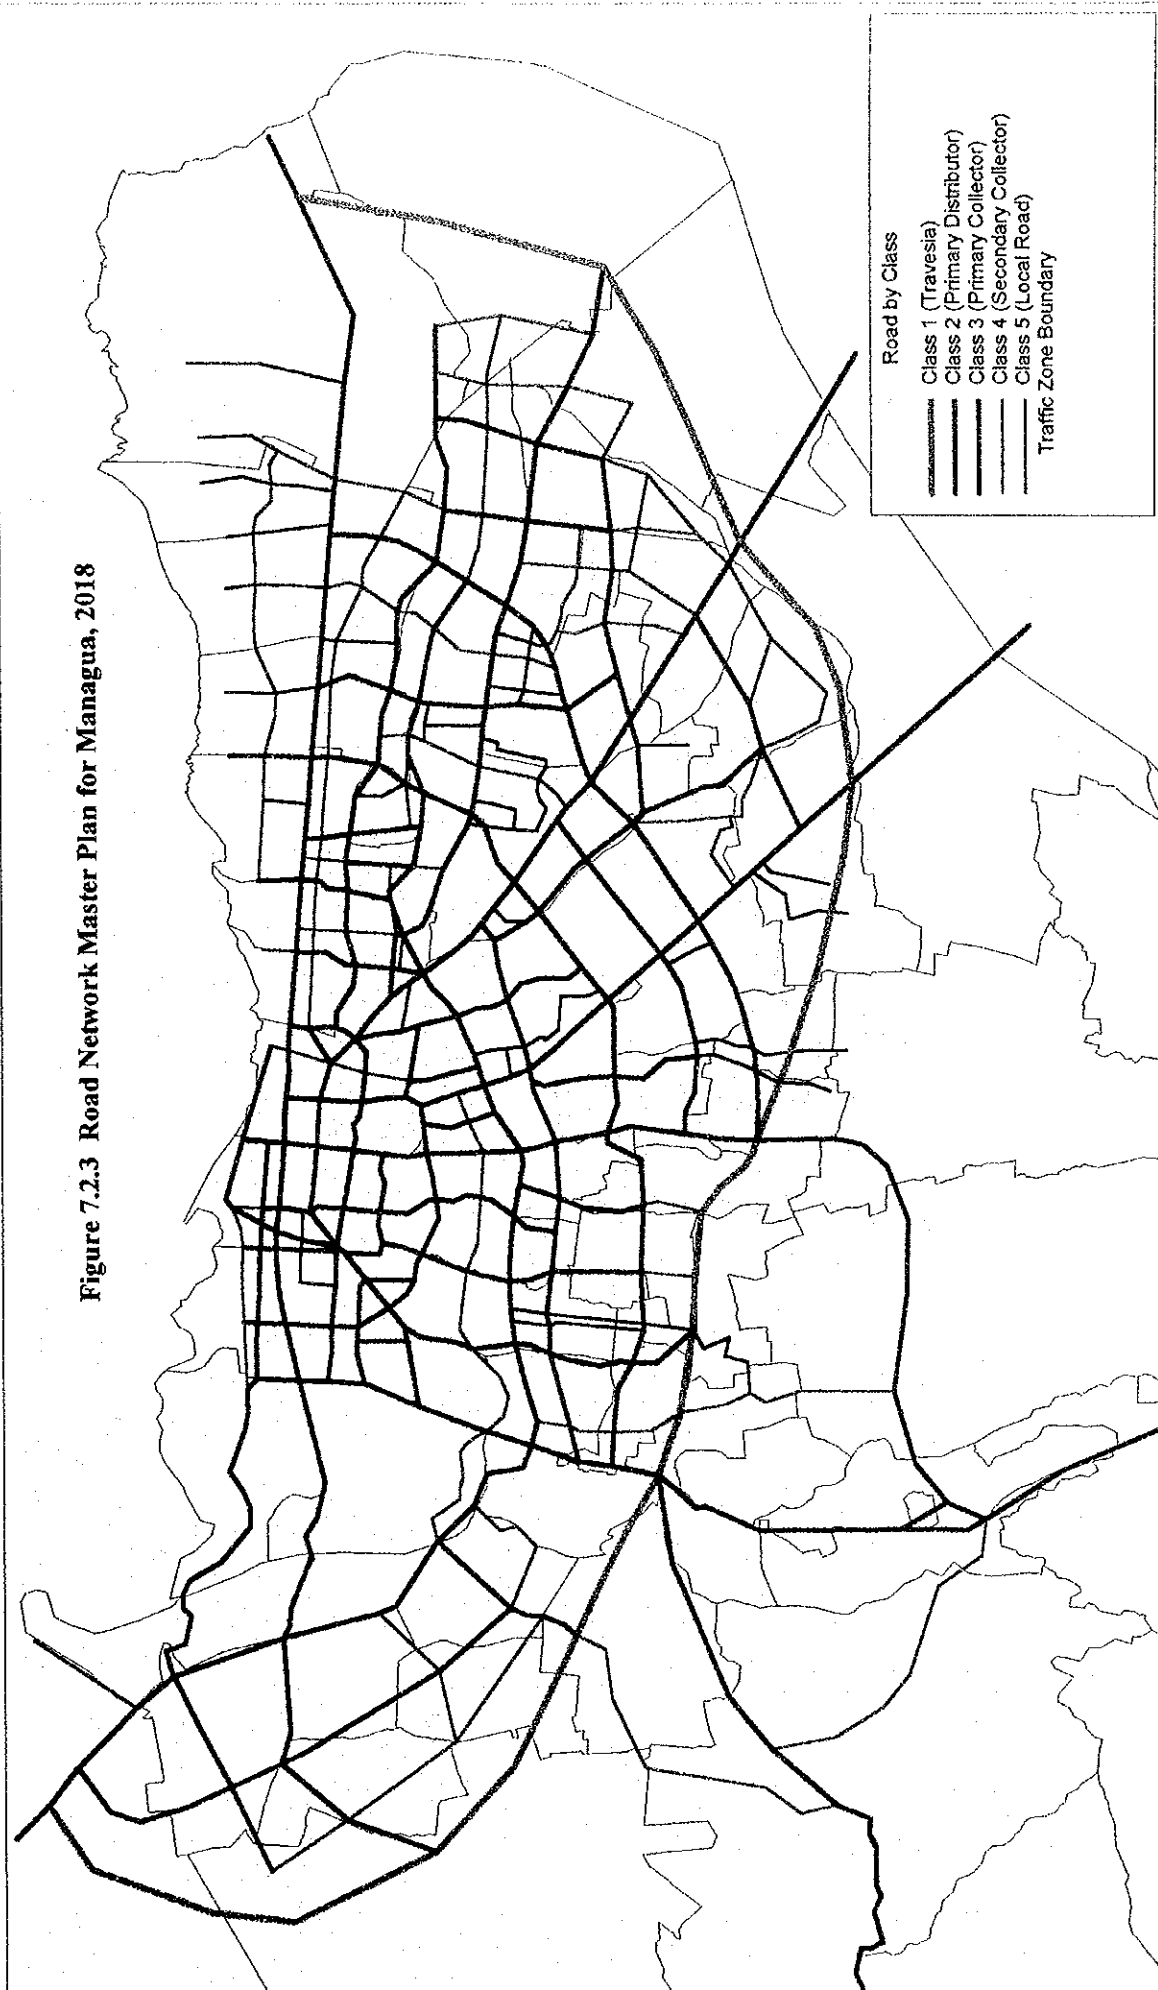 Figure 7.2.3 Road Network Master Plan for Managua, 2018
Road by Class
Class 1 (Travesia)
Class 2 (Primary Distributor)
Class 3 (Primary Collector)
Class 4 (Secondary Collector)
Class 5 (Local Road)
Traffic Zone Boundary